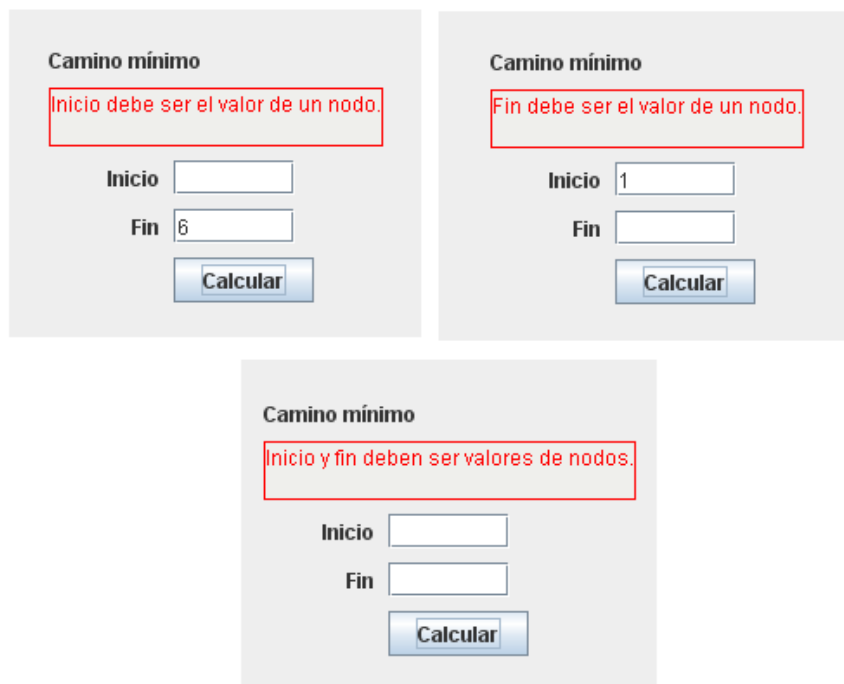 Camino mínimo
Inicio debe ser el valor de un nodo.
Inicio
Fin 6
Calcular
Camino mínimo
Fin debe ser el valor de un nodo.
Inicio 1
Fin
Calcular
Camino mínimo
Inicio y fin deben ser valores de nodos.
Inicio
Fin
Calcular